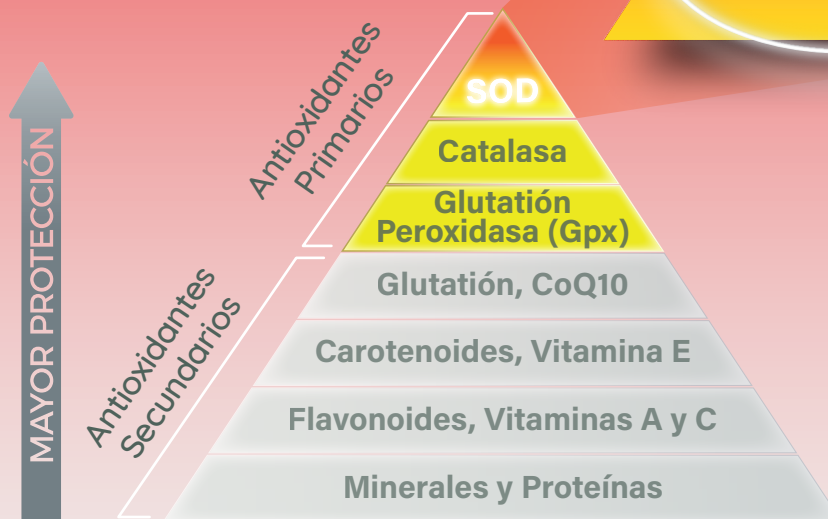 Antioxidantes
Primarios
SOD
Catalasa
Glutatión
Peroxidasa (Gpx)
MAYOR PROTECCIÓN
Antioxidantes
Secundarios
Glutatión, CoQ10
Carotenoides, Vitamina E
Flavonoides, Vitaminas A y C
Minerales y Proteínas